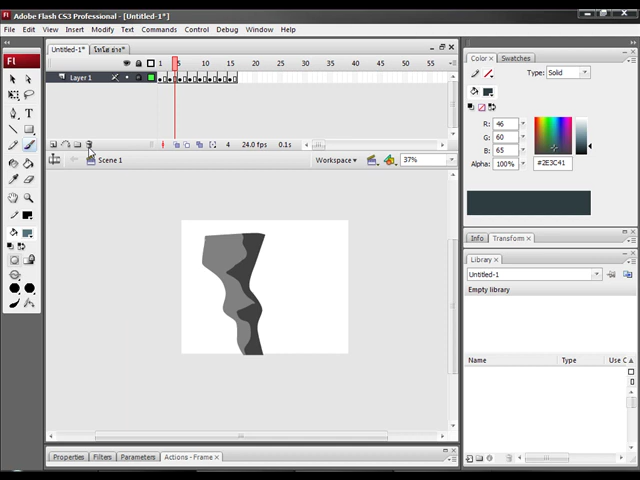 Adobe Flash CS3 Professional - [Untitled-1*]
File Edit View Insert Modify Text Commands Control Debug Window Help
Untitled-1*
1 5 10 15 20 25 30 35 40 45 50 55
Layer 1
4 24.0 fps 0.1s
Scene 1 Workspace 37%
Color Swatches
Type: Solid
R: 46
G: 60
B: 65
Alpha: 100% #2E3C41
Info Transform
Library
Untitled-1
Empty library
Name Type Use C
Properties Filters Parameters Actions - Frame
Fl